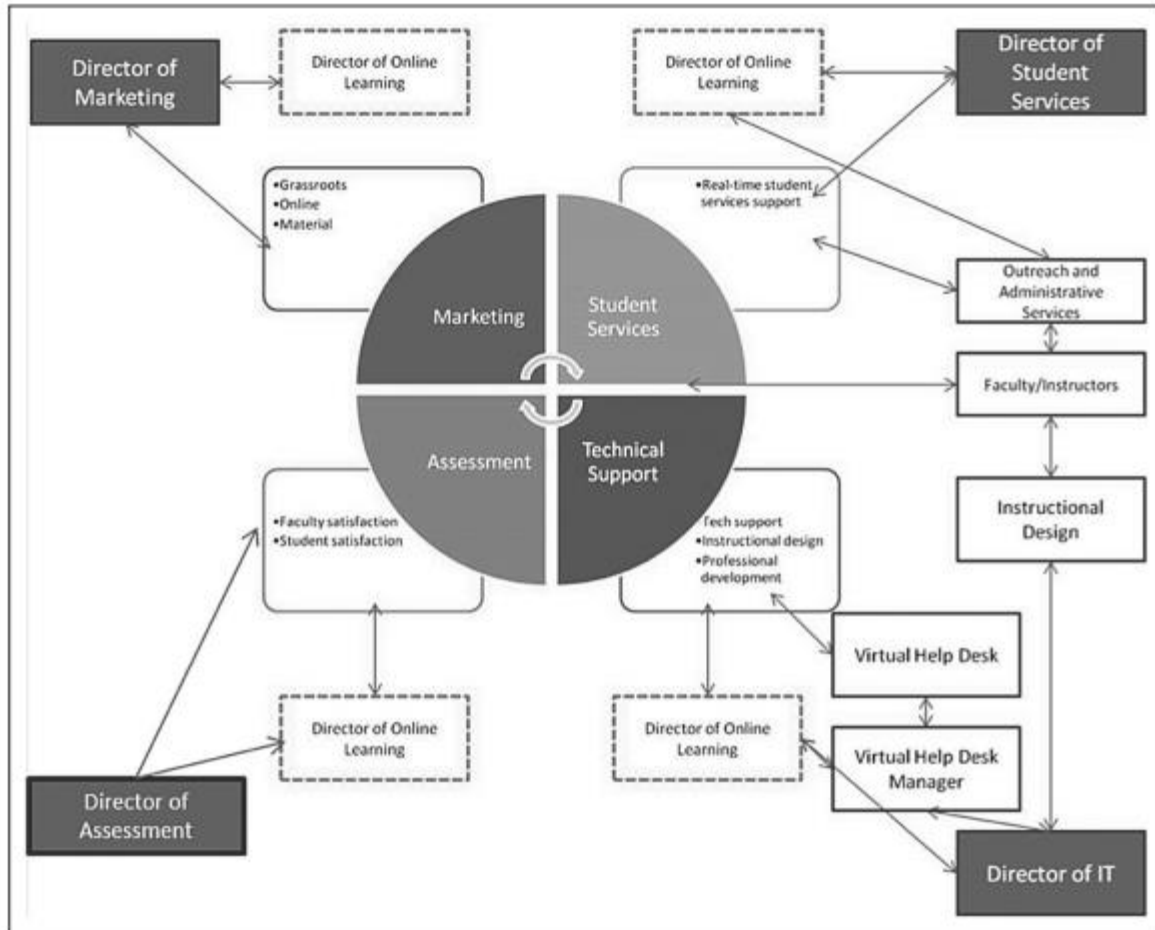 Director of
Marketing
Director of Online
Learning
Director of Online
Learning
Director of
Student
Services
•Grassroots
•Online
•Material
•Real-time student
services support
Marketing
Student
Services
Outreach and
Administrative
Services
Faculty/Instructors
Assessment
Technical
Support
Instructional
Design
•Faculty satisfaction
•Student satisfaction
Tech support
•Instructional design
•Professional
development
Virtual Help Desk
Director of Online
Learning
Director of Online
Learning
Virtual Help Desk
Manager
Director of
Assessment
Director of IT